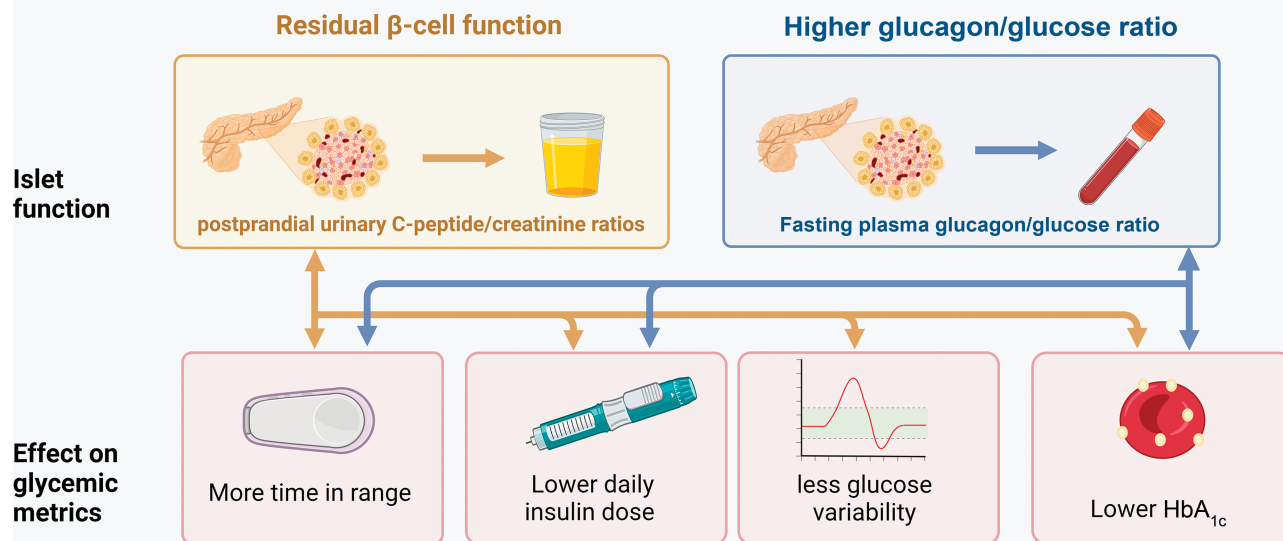 Residual β-cell function
Higher glucagon/glucose ratio
Islet
function
postprandial urinary C-peptide/creatinine ratios
Fasting plasma glucagon/glucose ratio
Effect on
glycemic
metrics
More time in range
Lower daily
insulin dose
less glucose
variability
Lower HbA1c